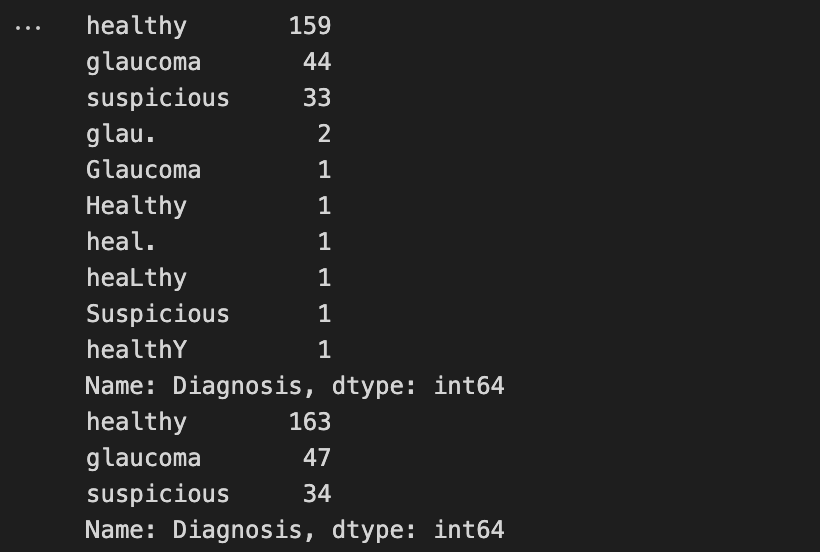 ... healthy 159
glaucoma 44
suspicious 33
glau. 2
Glaucoma 1
Healthy 1
heal. 1
heaLthy 1
Suspicious 1
healthY 1
Name: Diagnosis, dtype: int64
healthy 163
glaucoma 47
suspicious 34
Name: Diagnosis, dtype: int64